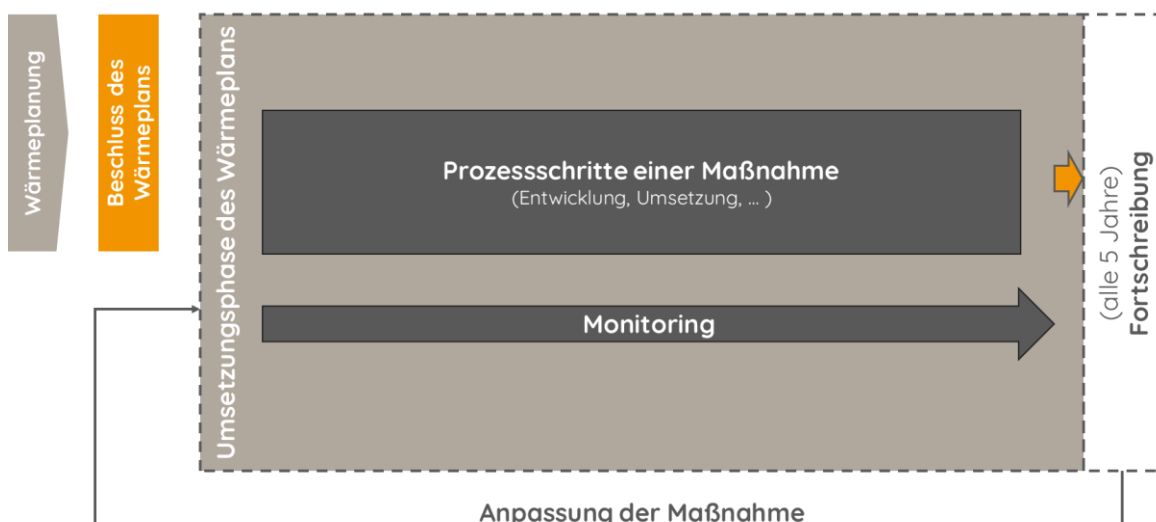 Wärmeplanung
Beschluss des
Wärmeplans
Umsetzungsphase des Wärmeplans
Prozessschritte einer Maßnahme
(Entwicklung, Umsetzung, ... )
Monitoring
(alle 5 Jahre)
Fortschreibung
Anpassung der Maßnahme